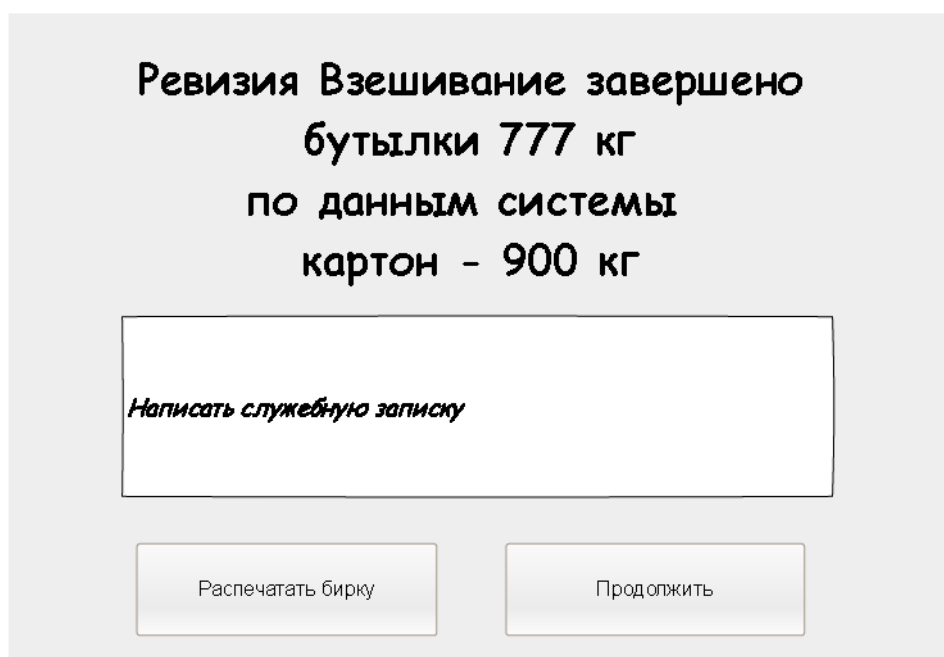 Ревизия Взешивание завершено
бутылки 777 кг
по данным системы
картон - 900 кг
Написать служебную записку
Распечатать бирку
Продолжить